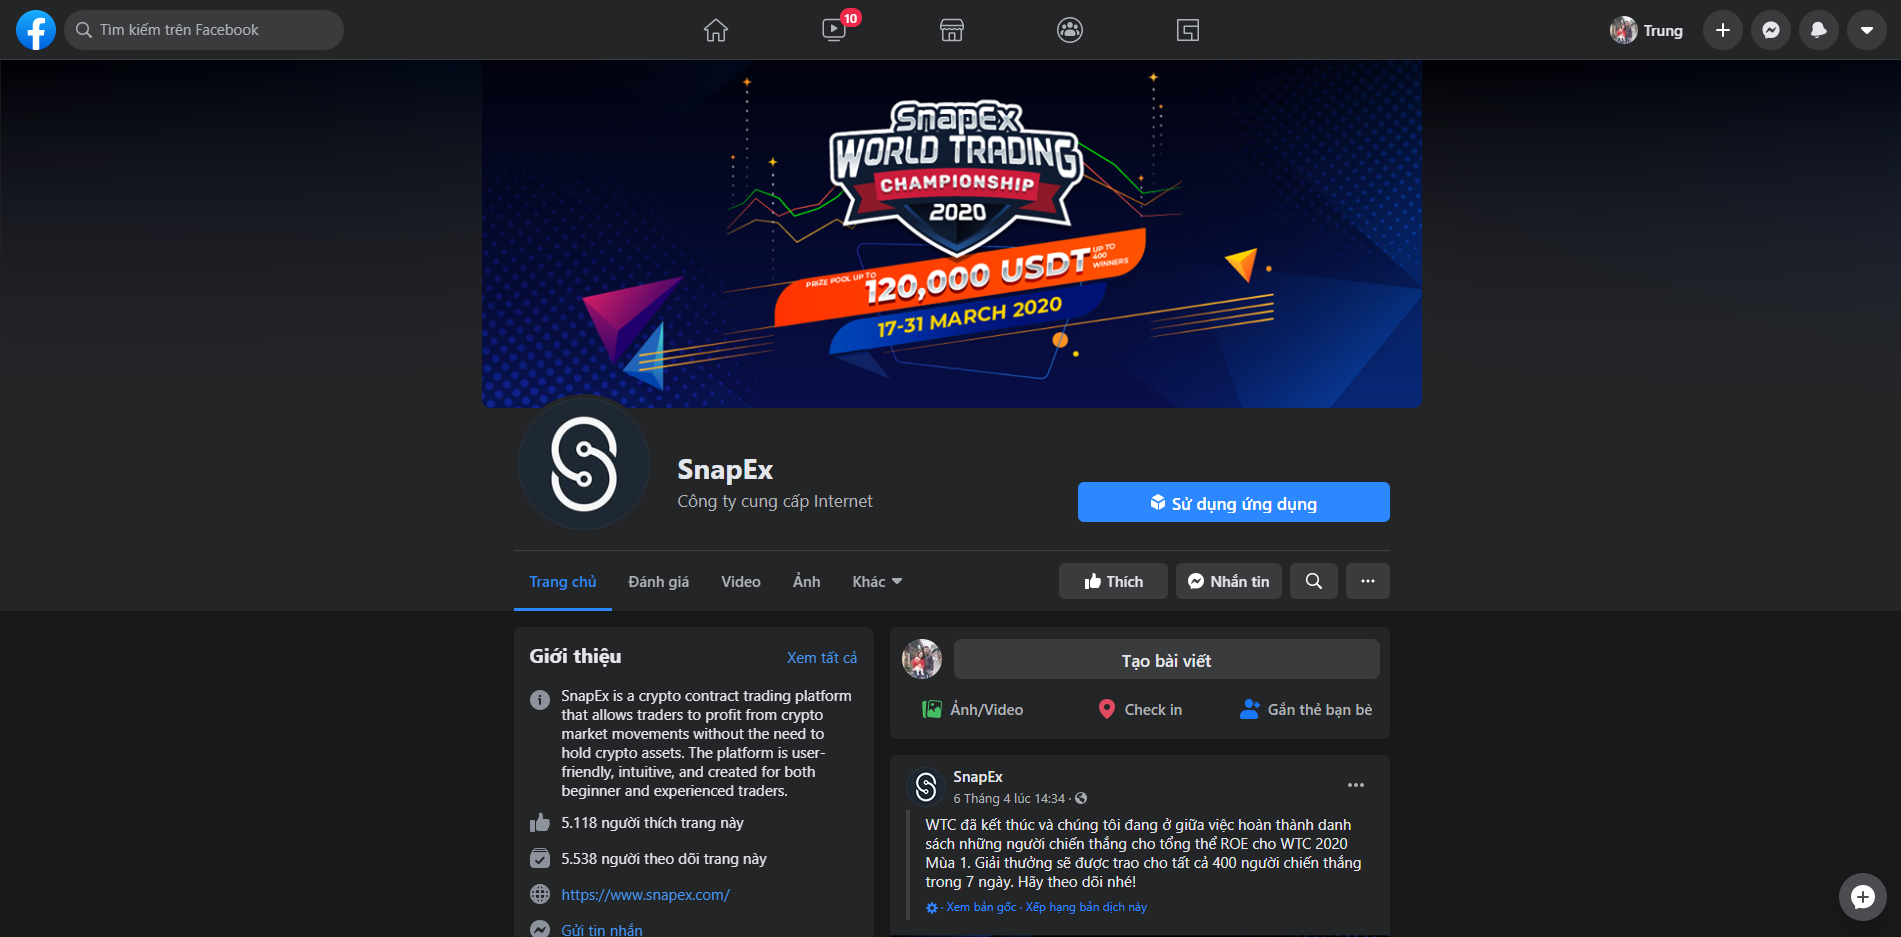 Tìm kiếm trên Facebook
10
Trung
SnapEx
WORLD TRADING
CHAMPIONSHIP
2020
PRIZE POOL UP TO
120,000 USDT
UP TO
400
WINNERS
17-31 MARCH 2020
SnapEx
Công ty cung cấp Internet
Sử dụng ứng dụng
Trang chủ
Đánh giá
Video
Ảnh
Khác
Thích
Nhắn tin
Giới thiệu
Xem tất cả
SnapEx is a crypto contract trading platform
that allows traders to profit from crypto
market movements without the need to
hold crypto assets. The platform is user-
friendly, intuitive, and created for both
beginner and experienced traders.
5.118 người thích trang này
5.538 người theo dõi trang này
https://www.snapex.com/
Gửi tin nhắn
Tạo bài viết
Ảnh/Video
Check in
Gắn thẻ bạn bè
SnapEx
6 Tháng 4 lúc 14:34 ·
WTC đã kết thúc và chúng tôi đang ở giữa việc hoàn thành danh
sách những người chiến thắng cho tổng thể ROE cho WTC 2020
Mùa 1. Giải thưởng sẽ được trao cho tất cả 400 người chiến thắng
trong 7 ngày. Hãy theo dõi nhé!
· Xem bản gốc · Xếp hạng bản dịch này